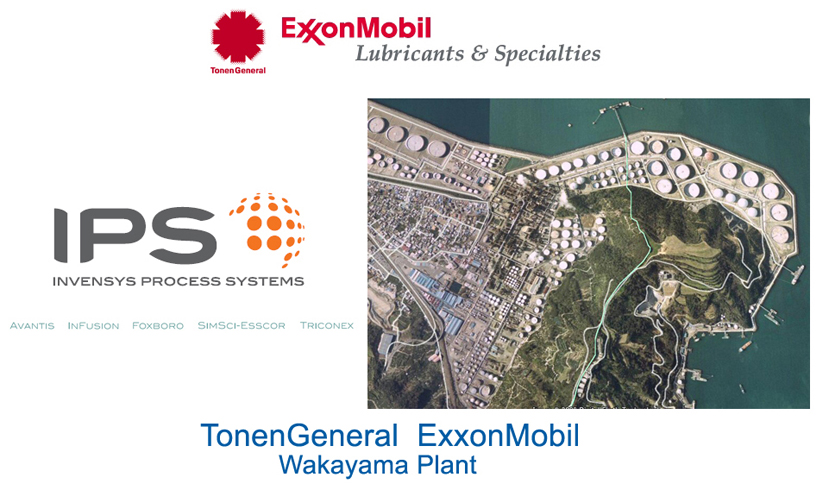 TonenGeneral
ExxonMobil
Lubricants & Specialties
IPS
INVENSYS PROCESS SYSTEMS
AVANTIS INFUSION FOXBORO SIMSCI-ESSCOR TRICONEX
TonenGeneral ExxonMobil
Wakayama Plant